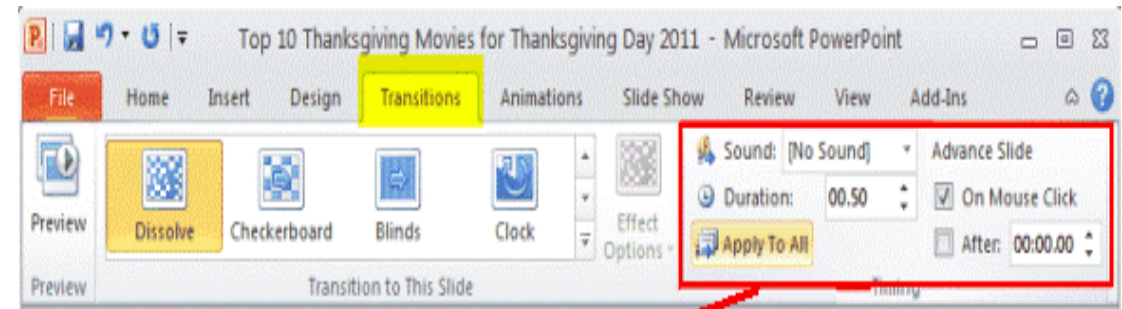 P
Top 10 Thanksgiving Movies for Thanksgiving Day 2011 - Microsoft PowerPoint
File Home Insert Design Transitions Animations Slide Show Review View Add-Ins
Sound: [No Sound] Advance Slide
Duration: 00.50 On Mouse Click
Preview Dissolve Checkerboard Blinds Clock Effect Options Apply To All After: 00:00.00
Preview Transition to This Slide Timing